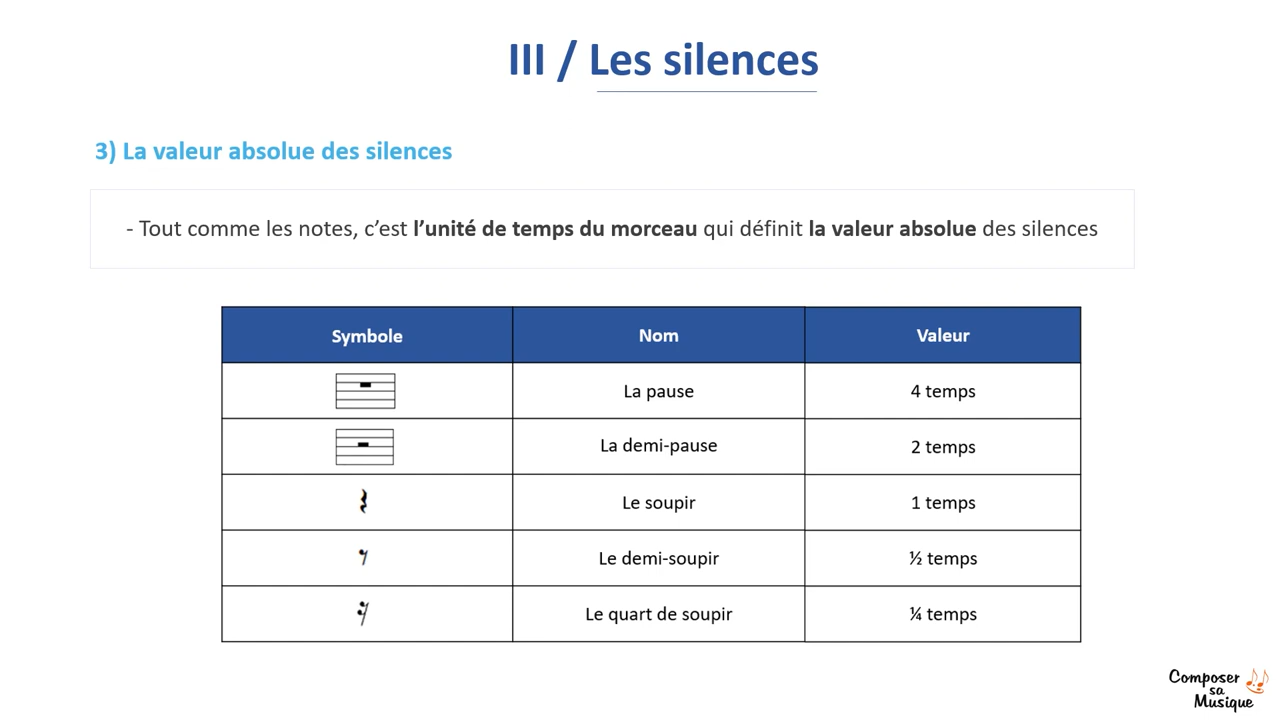 III / Les silences
3) La valeur absolue des silences
- Tout comme les notes, c’est l’unité de temps du morceau qui définit la valeur absolue des silences
Symbole Nom Valeur
La pause 4 temps
La demi-pause 2 temps
Le soupir 1 temps
Le demi-soupir ½ temps
Le quart de soupir ¼ temps
Composer
sa
Musique